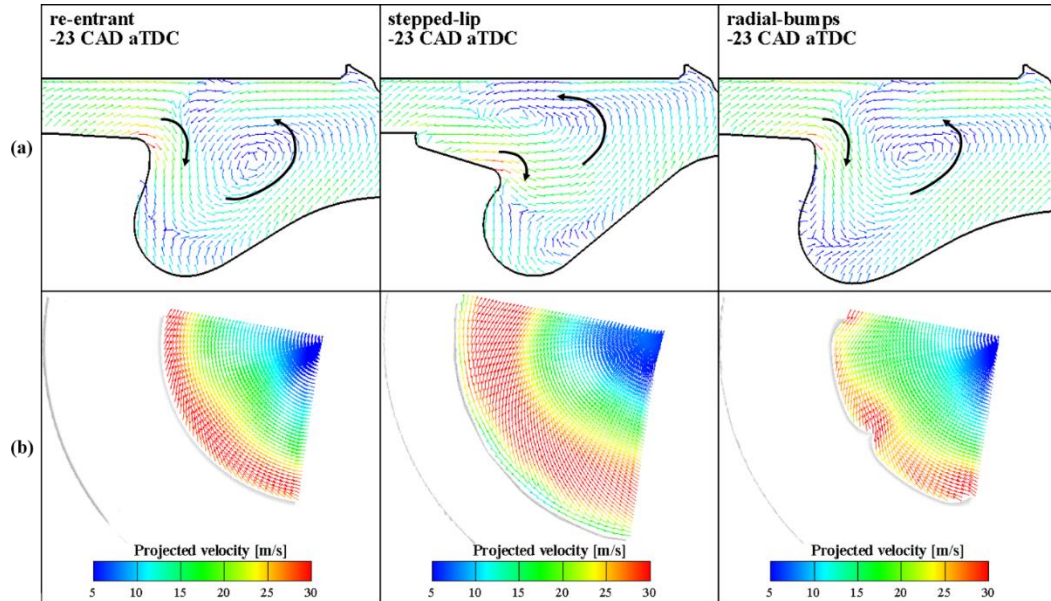 re-entrant
-23 CAD aTDC
stepped-lip
-23 CAD aTDC
radial-bumps
-23 CAD aTDC
(a)
(b)
Projected velocity [m/s]
5 10 15 20 25 30
Projected velocity [m/s]
5 10 15 20 25 30
Projected velocity [m/s]
5 10 15 20 25 30